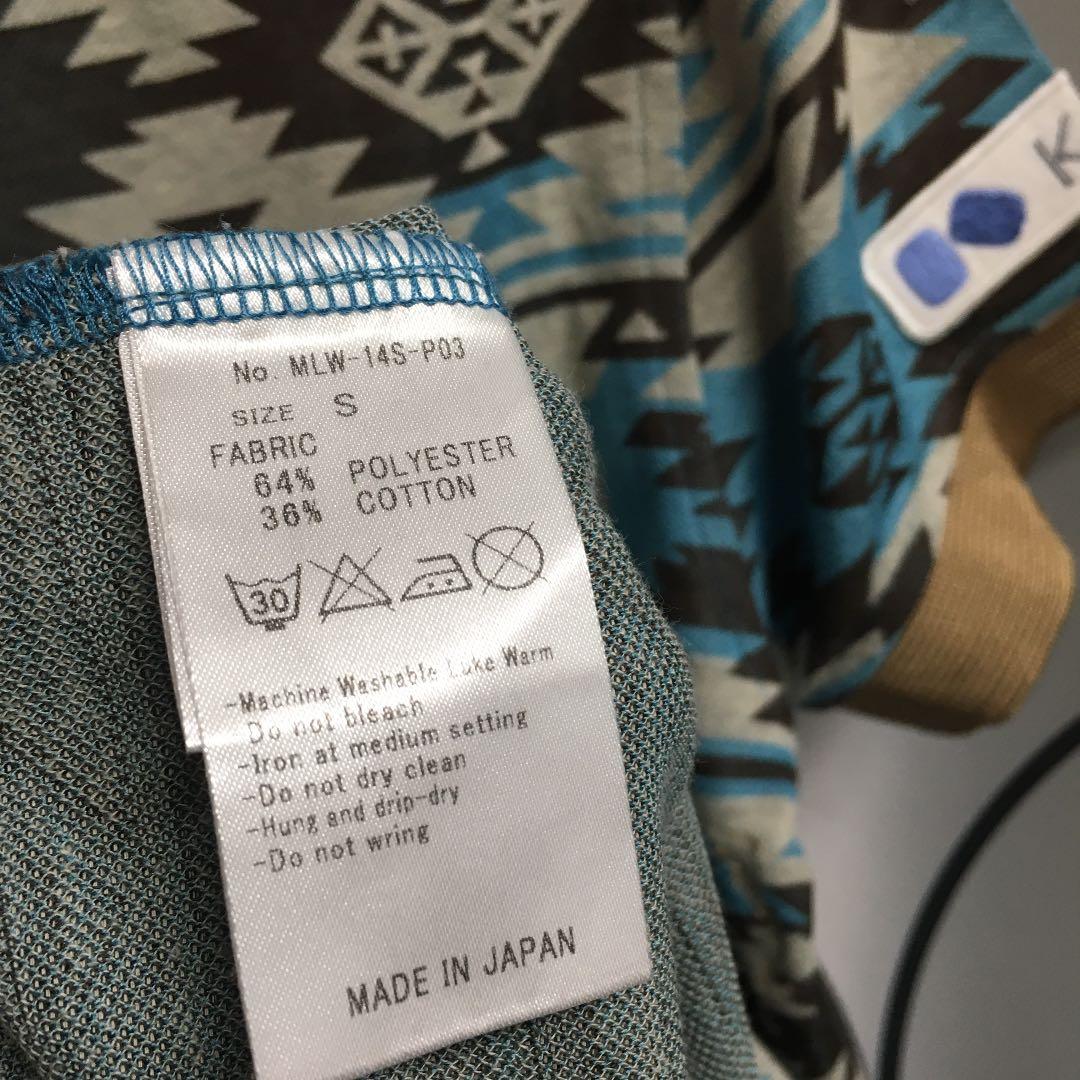 No. MLW-14S-P03
SIZE S
FABRIC
64% POLYESTER
36% COTTON
30
-Machine Washable Luke Warm
-Do not bleach
-Iron at medium setting
-Do not dry clean
-Hung and drip-dry
-Do not wring
MADE IN JAPAN
K